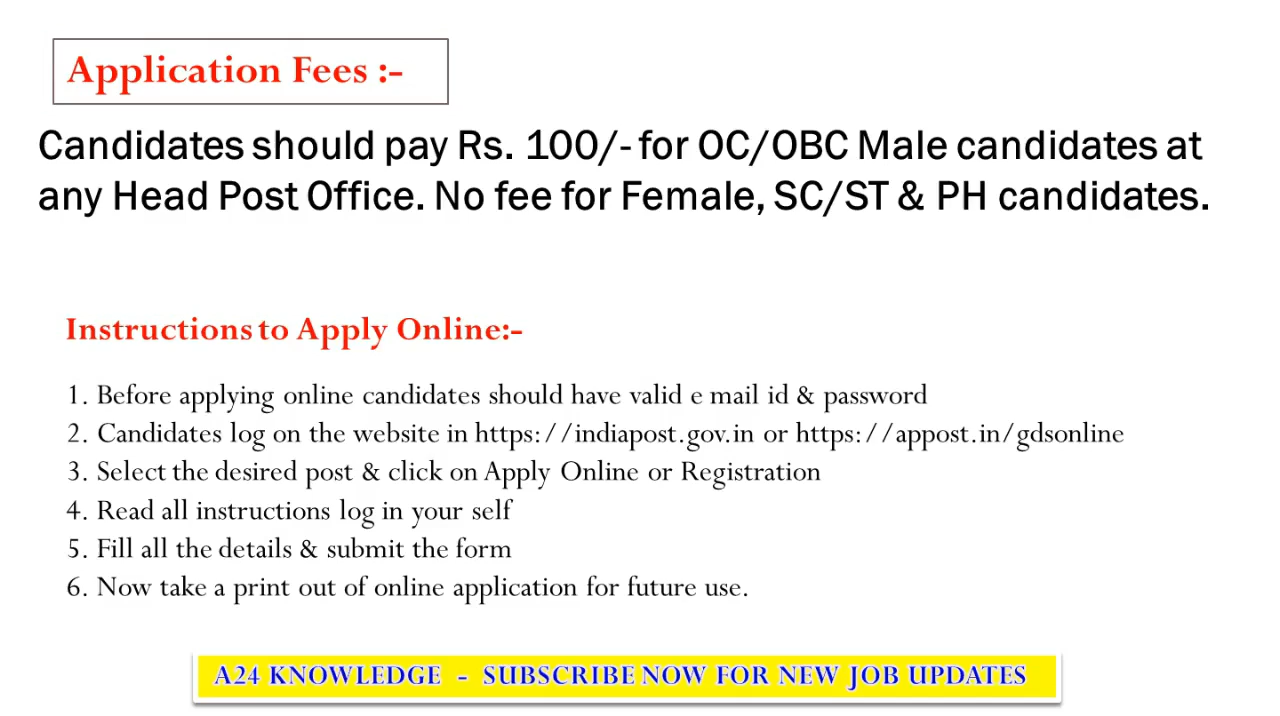 Application Fees :-
Candidates should pay Rs. 100/- for OC/OBC Male candidates at
any Head Post Office. No fee for Female, SC/ST & PH candidates.
Instructions to Apply Online:-
1. Before applying online candidates should have valid e mail id & password
2. Candidates log on the website in https://indiapost.gov.in or https://appost.in/gdsonline
3. Select the desired post & click on Apply Online or Registration
4. Read all instructions log in your self
5. Fill all the details & submit the form
6. Now take a print out of online application for future use.
A24 KNOWLEDGE - SUBSCRIBE NOW FOR NEW JOB UPDATES